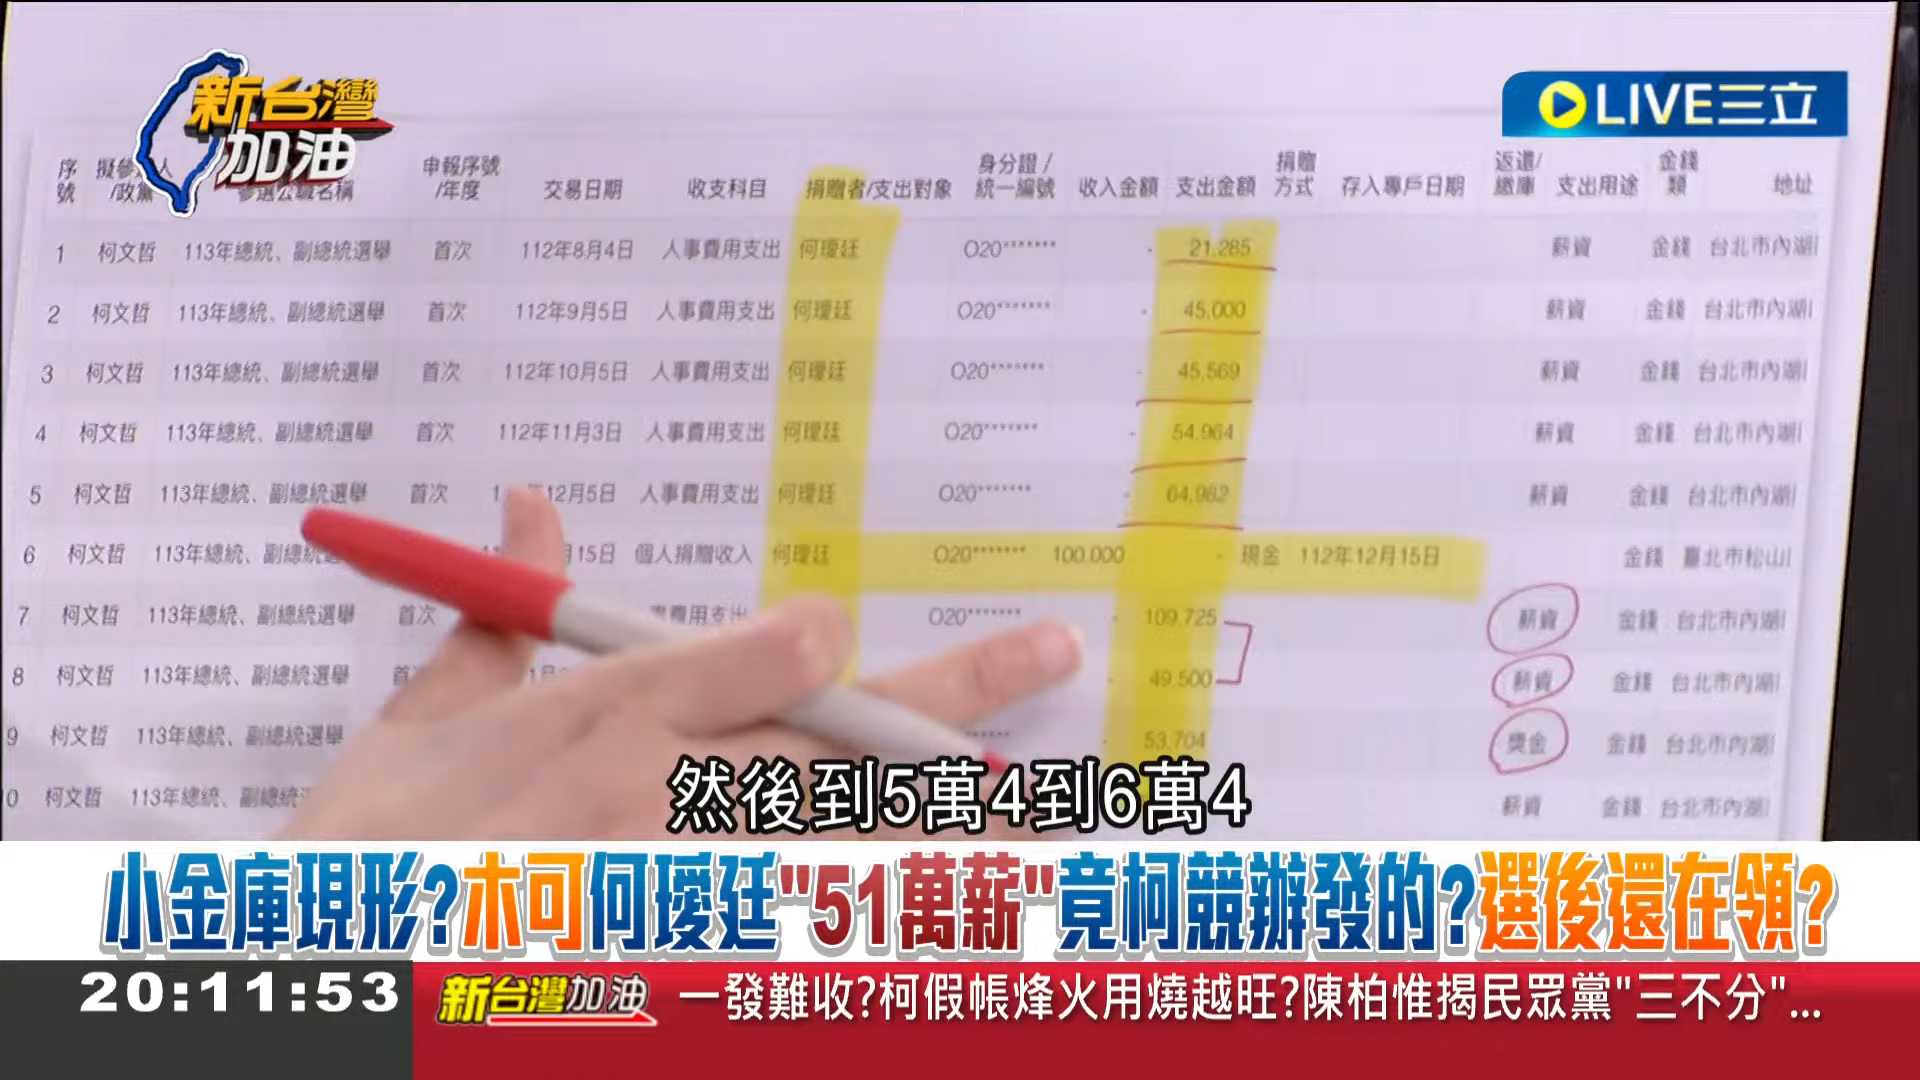 新台灣
加油
LIVE三立
序號 擬參 人/政黨 參選公職名稱 申報序號/年度 交易日期 收支科目 捐贈者/支出對象 身分證/統一編號 收入金額 支出金額 捐贈方式 存入專戶日期 返還/繳庫 支出用途 金錢類 地址
1 柯文哲 113年總統、副總統選舉 首次 112年8月4日 人事費用支出 何璦廷 O20******* - 21,285 薪資 金錢 台北市內湖
2 柯文哲 113年總統、副總統選舉 首次 112年9月5日 人事費用支出 何璦廷 O20******* - 45,000 薪資 金錢 台北市內湖
3 柯文哲 113年總統、副總統選舉 首次 112年10月5日 人事費用支出 何璦廷 O20******* - 45,569 薪資 金錢 台北市內湖
4 柯文哲 113年總統、副總統選舉 首次 112年11月3日 人事費用支出 何璦廷 O20******* - 54,964 薪資 金錢 台北市內湖
5 柯文哲 113年總統、副總統選舉 首次 12月5日 人事費用支出 何璦廷 O20******* - 64,982 薪資 金錢 台北市內湖
6 柯文哲 113年總統、副總 月15日 個人捐贈收入 何璦廷 O20******* 100,000 - 現金 112年12月15日 金錢 臺北市松山
7 柯文哲 113年總統、副總統選舉 首次 費用支出 O20******* - 109,725 薪資 金錢 台北市內湖
8 柯文哲 113年總統、副總統選舉 首 1月 - 49,500 薪資 金錢 台北市內湖
9 柯文哲 113年總統、副總統選舉 - 53,704 獎金 金錢 台北市內湖
0 柯文哲 113年總統、副總統 薪資 金錢 台北市內湖
然後到5萬4到6萬4
小金庫現形?木可何璦廷"51萬薪"竟柯競辦發的?選後還在領?
20:11:53 新台灣加油 一發難收?柯假帳烽火用燒越旺?陳柏惟揭民眾黨"三不分"...